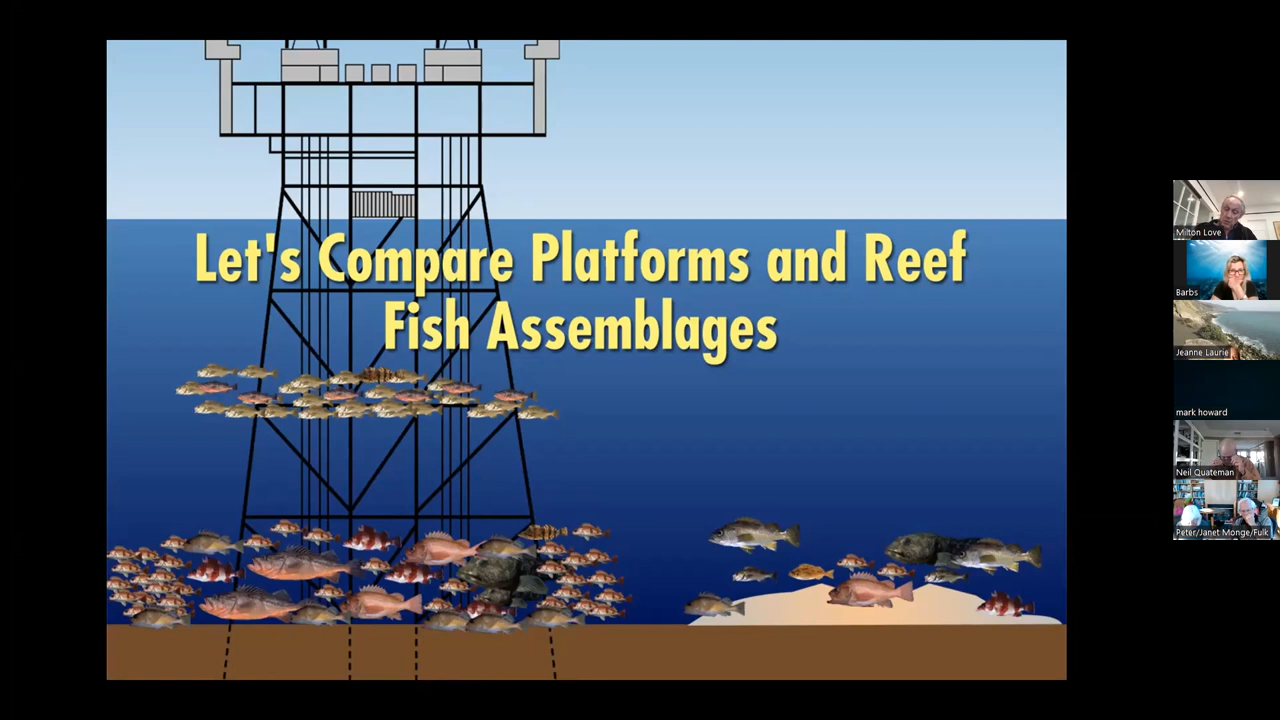 Let's Compare Platforms and Reef
Fish Assemblages
Milton Love
Barbs
Jeanne Laurie
mark howard
Neil Quateman
Peter/Janet Monge/Fulk